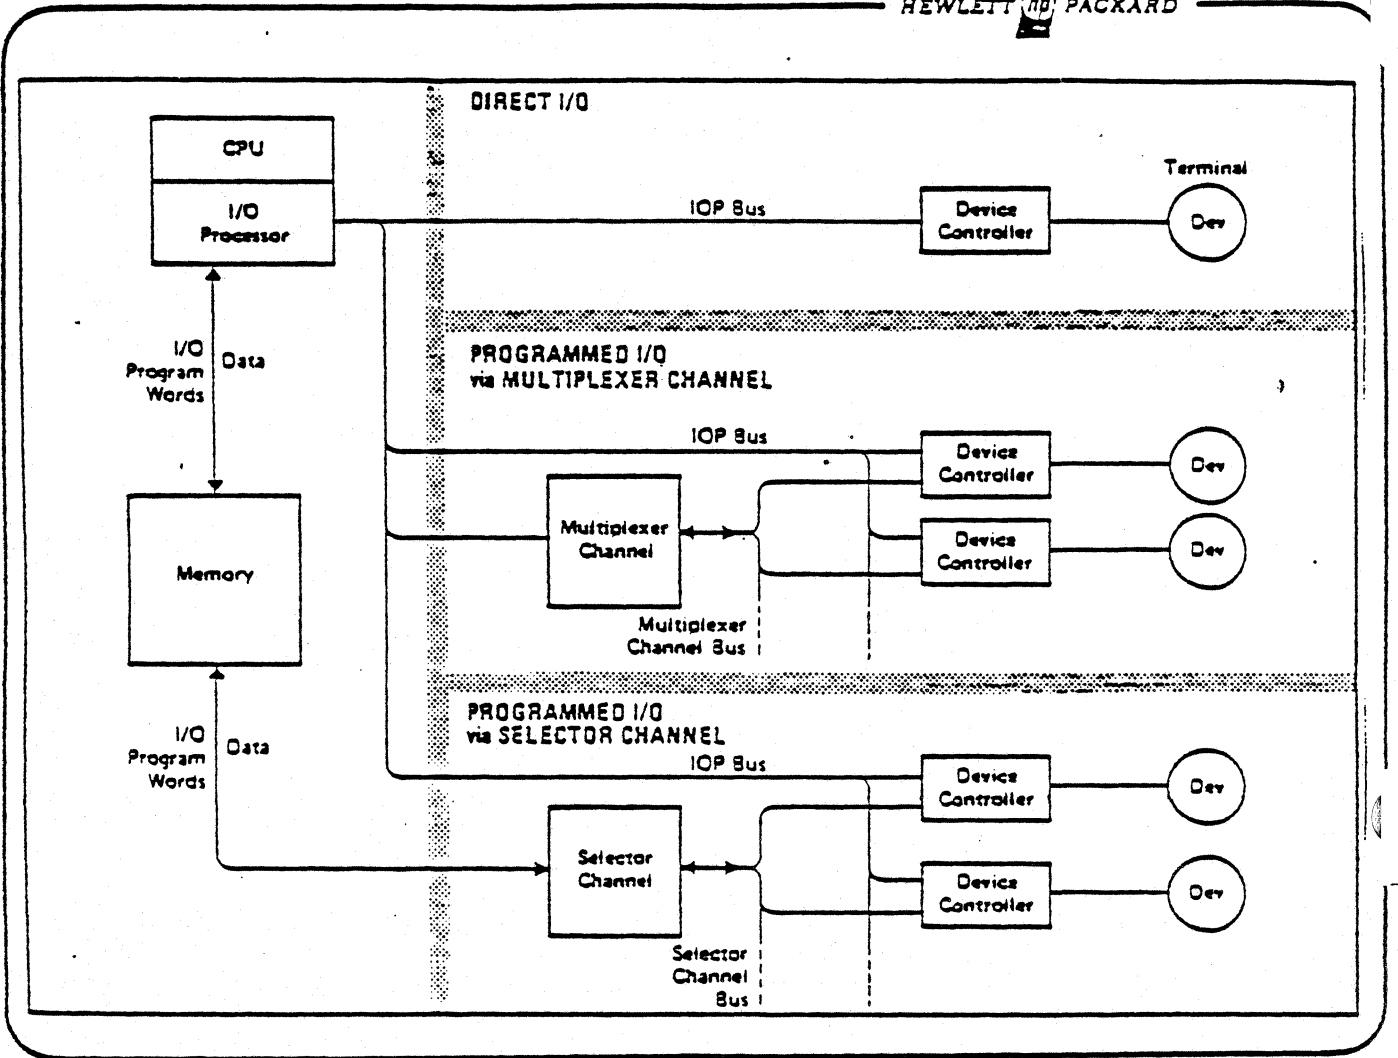 HEWLETT hp PACKARD
CPU
I/O
Processor
I/O
Program
Words
Data
Memory
I/O
Program
Words
Data
DIRECT I/O
IOP Bus
Device
Controller
Terminal
Dev
PROGRAMMED I/O
via MULTIPLEXER CHANNEL
IOP Bus
Multiplexer
Channel
Multiplexer
Channel Bus
Device
Controller
Dev
Device
Controller
Dev
PROGRAMMED I/O
via SELECTOR CHANNEL
IOP Bus
Selector
Channel
Selector
Channel
Bus
Device
Controller
Dev
Device
Controller
Dev